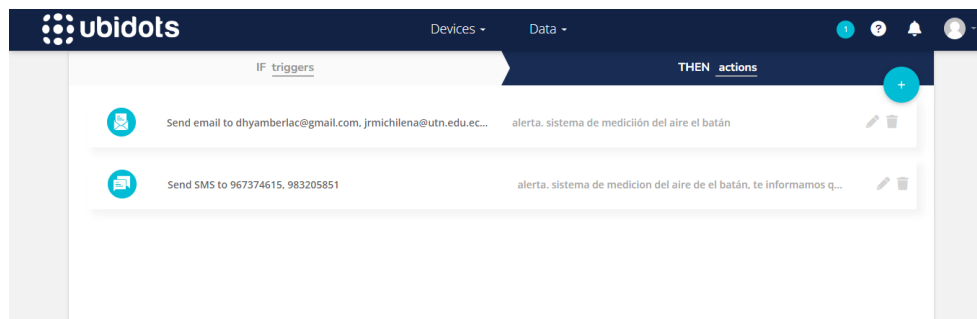 ubidots Devices Data 1 ?
IF triggers THEN actions
+
Send email to dhyamberlac@gmail.com, jrmichilena@utn.edu.ec... alerta. sistema de mediciión del aire el batán
Send SMS to 967374615, 983205851 alerta. sistema de medicion del aire de el batán, te informamos q...